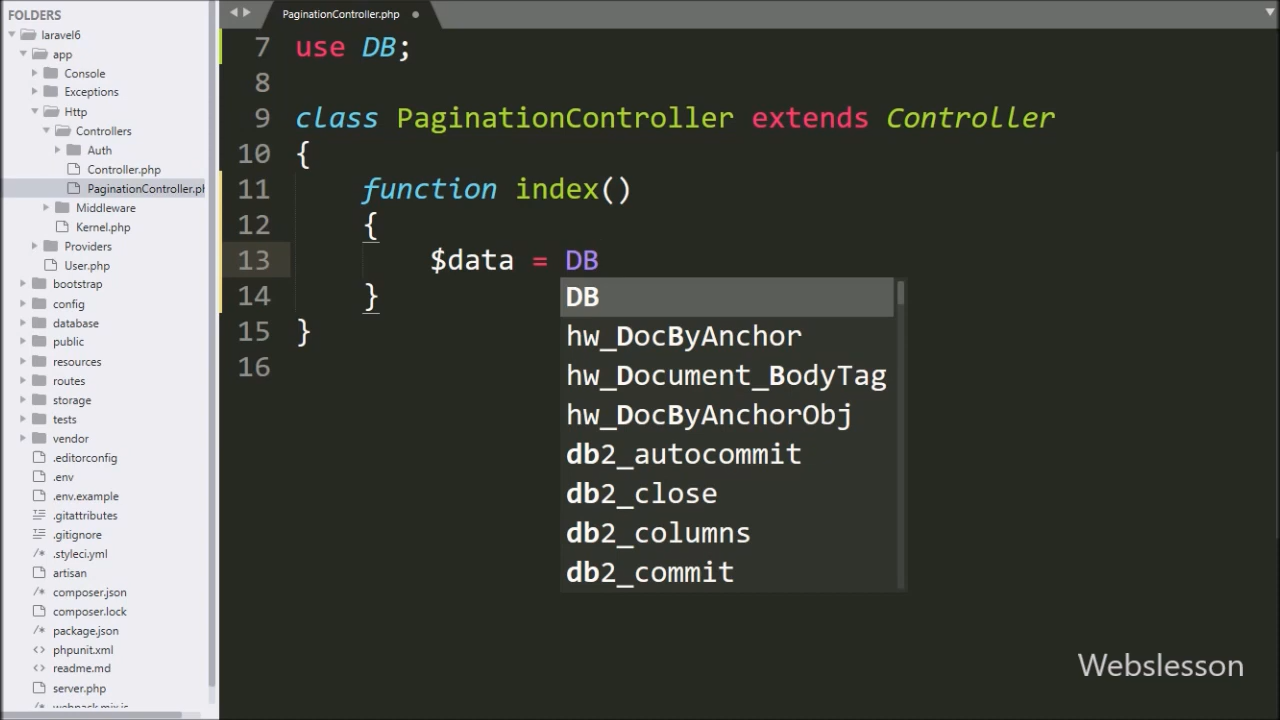 FOLDERS
laravel6
app
Console
Exceptions
Http
Controllers
Auth
Controller.php
PaginationController.ph
Middleware
Kernel.php
Providers
User.php
bootstrap
config
database
public
resources
routes
storage
tests
vendor
.editorconfig
.env
.env.example
.gitattributes
.gitignore
.styleci.yml
artisan
composer.json
composer.lock
package.json
phpunit.xml
readme.md
server.php
webpack.mix.js
PaginationController.php
7 use DB;
8
9 class PaginationController extends Controller
10 {
11 function index()
12 {
13 $data = DB
14 }
15 }
16
DB
hw_DocByAnchor
hw_Document_BodyTag
hw_DocByAnchorObj
db2_autocommit
db2_close
db2_columns
db2_commit
Webslesson